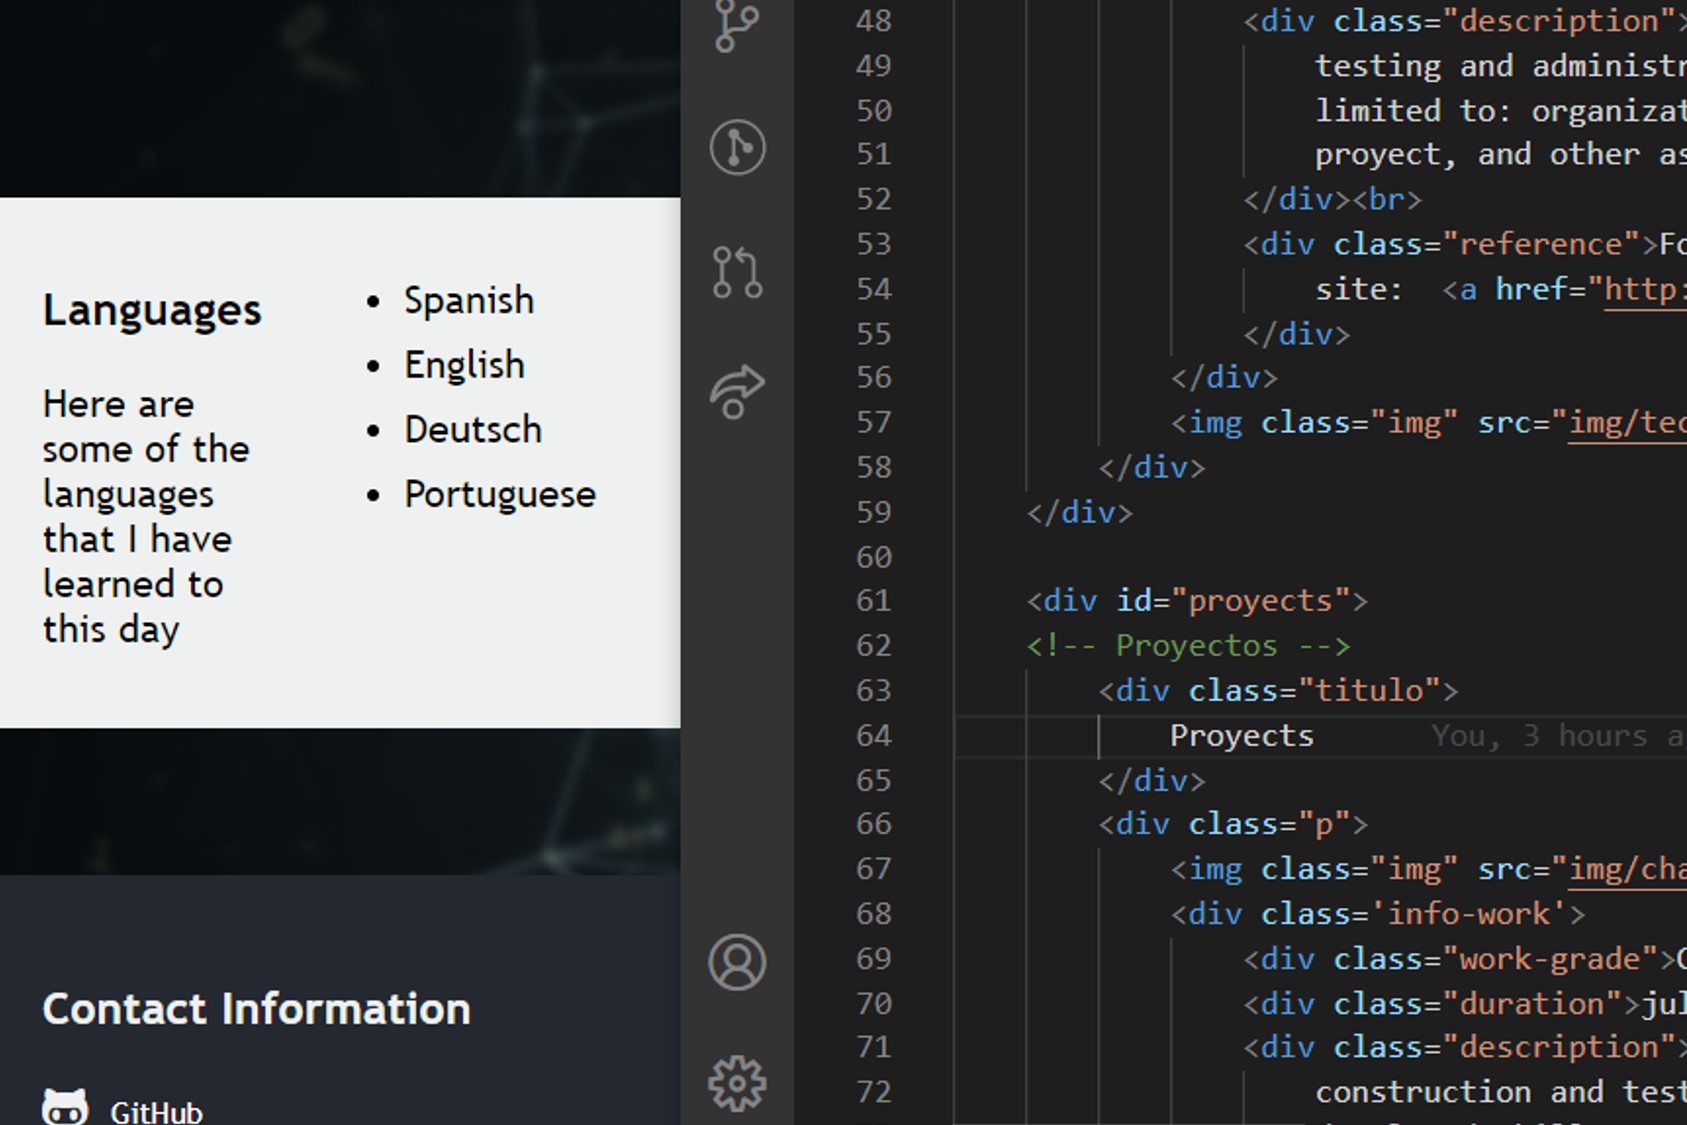 Languages
Here are
some of the
languages
that I have
learned to
this day
• Spanish
• English
• Deutsch
• Portuguese
Contact Information
GitHub
48 <div class="description">
49 testing and administr
50 limited to: organizat
51 proyect, and other as
52 </div><br>
53 <div class="reference">Fo
54 site:  <a href="http:
55 </div>
56 </div>
57 <img class="img" src="img/tec
58 </div>
59 </div>
60
61 <div id="proyects">
62 <!-- Proyectos -->
63 <div class="titulo">
64 Proyects You, 3 hours a
65 </div>
66 <div class="p">
67 <img class="img" src="img/cha
68 <div class='info-work'>
69 <div class="work-grade">C
70 <div class="duration">jul
71 <div class="description">
72 construction and test